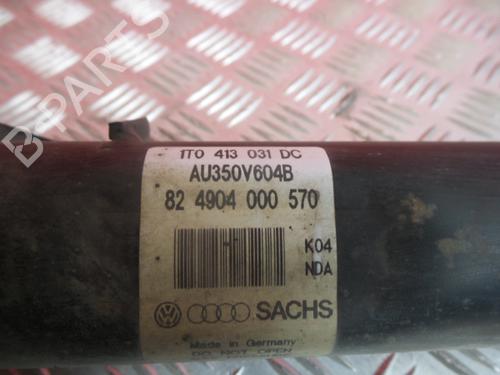 B-PARTS
1T0 413 031 DC
AU350V604B
82 4904 000 570
K04
NDA
SACHS
Made in Germany
DO NOT OPEN